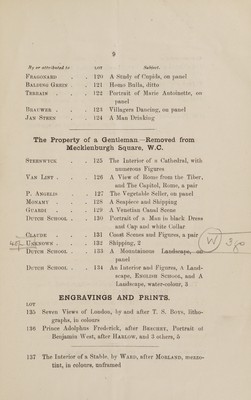 9
By or attributed to. LOT Subject.
FRAGONARD . . 120 A Study of Cupids, on panel
BALDUNG GREIN . . 121 Homo Bulla, ditto
TERRAIN . . . 122 Portrait of Marie Antoinette, on
panel
BRAUWER . . . 123 Villagers Dancing, on panel
JAN STEEN . . . 124 A Man Drinking
The Property of a Gentleman.—Removed from
Mecklenburgh Square, W.C.
STEENWYCK . . . 125 The Interior of a Cathedral, with
numerous Figures
VAN LINT . . . 126 A View of Rome from the Tiber,
and The Capitol, Rome, a pair
P. ANGELIS . . 127 The Vegetable Seller, on panel
MONAMY . . . 128 A Seapiece and Shipping
GUARDI . . . 129 A Venetian Canal Scene
DUTCH SCHOOL . . 130 Portrait of a Man in black Dress
and Cap and white Collar
CLAUDE . . . 131 Coast Scenes and Figures, a pair
UNKNOWN . . . 132 Shipping, 2
W
DUTCH SCHOOL . . 133 A Mountainous Landscape, on
panel
DUTCH SCHOOL . . 134 An Interior and Figures, A Land-
scape, ENGLISH SCHOOL, and A
Landscape, water-colour, 3
ENGRAVINGS AND PRINTS.
LOT
135 Seven Views of London, by and after T. S. BOYS, litho-
graphs, in colours
136 Prince Adolphus Frederick, after BEECHEY, Portrait of
Benjamin West, after HARLOW, and 3 others, 5
137 The Interior of a Stable, by WARD, after MORLAND, mezzo-
tint, in colours, unframed